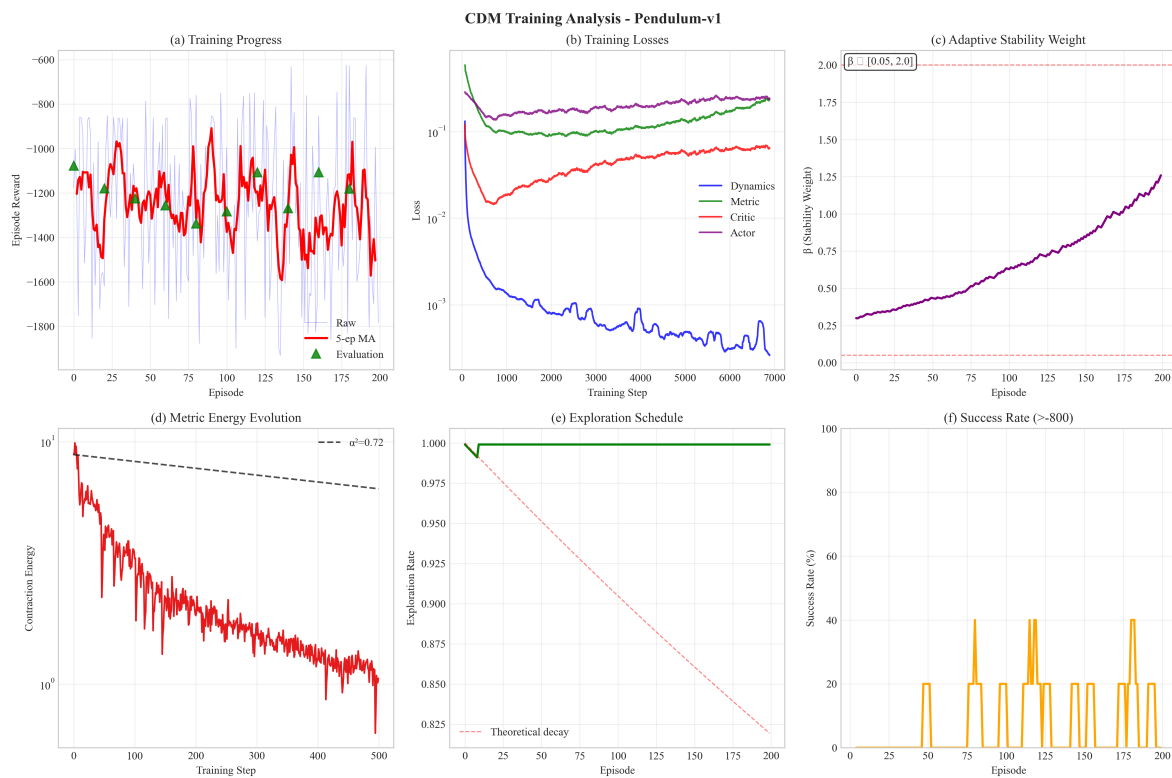 CDM Training Analysis - Pendulum-v1
(a) Training Progress
−600
−800
−1000
−1200
−1400
−1600
−1800
0
25
50
75
100
125
150
175
200
Episode
Episode Reward
Raw
5-ep MA
Evaluation
(b) Training Losses
10⁻¹
10⁻²
10⁻³
0
1000
2000
3000
4000
5000
6000
7000
Training Step
Loss
Dynamics
Metric
Critic
Actor
(c) Adaptive Stability Weight
β ▯ [0.05, 2.0]
2.00
1.75
1.50
1.25
1.00
0.75
0.50
0.25
0.00
0
25
50
75
100
125
150
175
200
Episode
β (Stability Weight)
(d) Metric Energy Evolution
α²=0.72
10¹
10⁰
0
100
200
300
400
500
Training Step
Contraction Energy
(e) Exploration Schedule
1.000
0.975
0.950
0.925
0.900
0.875
0.850
0.825
0
25
50
75
100
125
150
175
200
Episode
Exploration Rate
Theoretical decay
(f) Success Rate (>-800)
100
80
60
40
20
0
0
25
50
75
100
125
150
175
200
Episode
Success Rate (%)